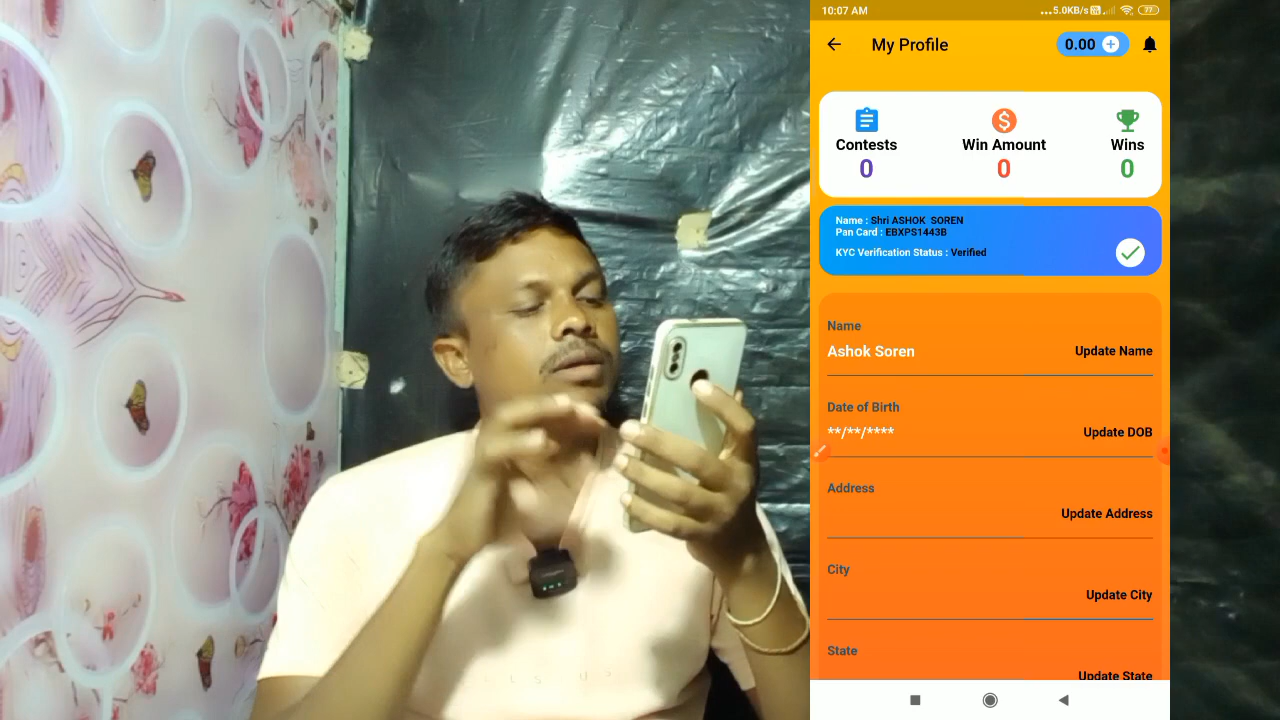 10:07 AM
5.0KB/s
77
My Profile
0.00
Contests
Win Amount
Wins
0
0
0
Name : Shri ASHOK SOREN
Pan Card : EBXPS1443B
KYC Verification Status : Verified
Name
Ashok Soren
Update Name
Date of Birth
**/**/****
Update DOB
Address
Update Address
City
Update City
State
Update State